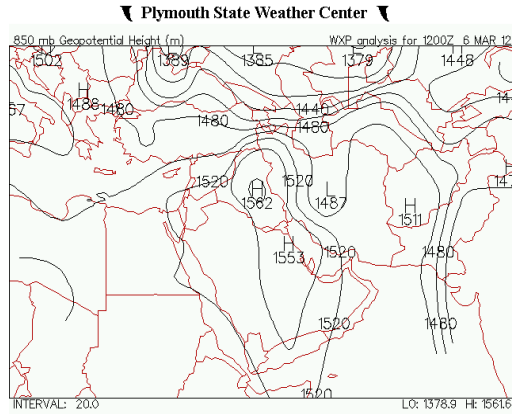 Plymouth State Weather Center
850 mb Geopotential Height (m) WXP analysis for 1200Z 6 MAR 12
1502 1389 1385 1379 1448
H
1488 1480 1440
1480 1480
1520 H 1520 L H
1562 1487 1511
H
1553 1520 1480
1520 1480
1520
INTERVAL: 20.0 LO: 1378.9 HI: 1561.6